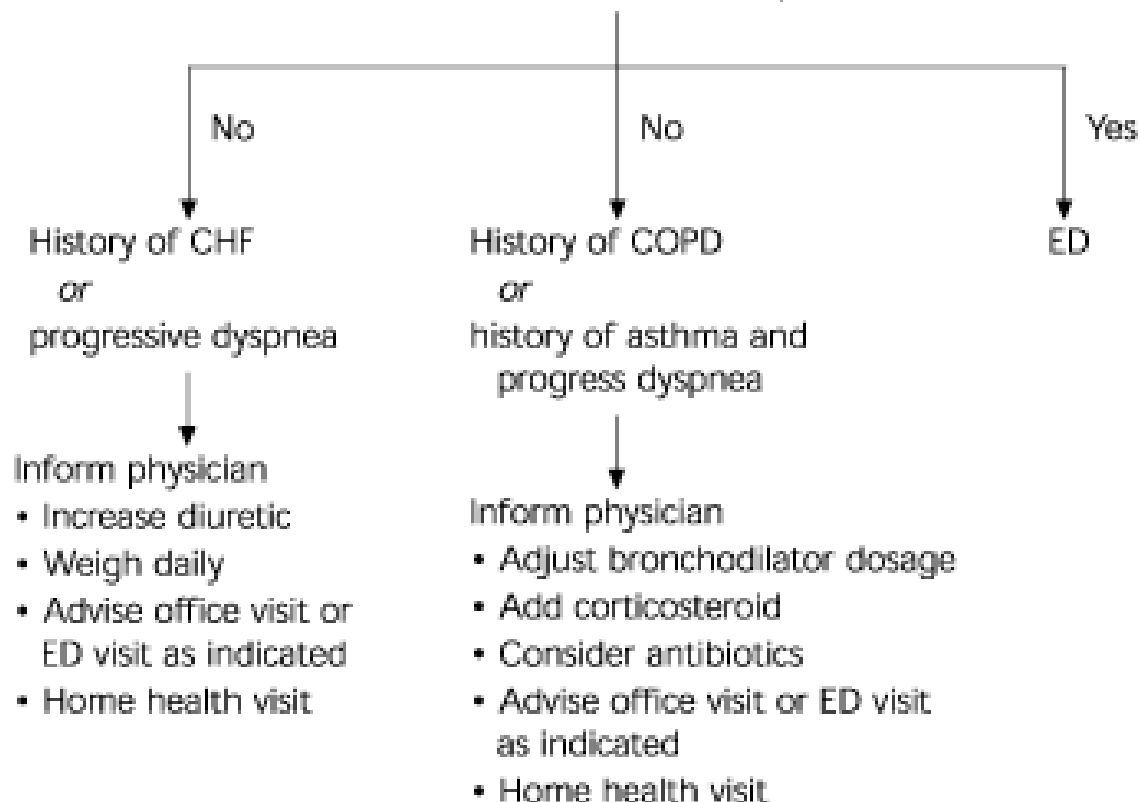 No
No
Yes
History of CHF
or
progressive dyspnea
Inform physician
• Increase diuretic
• Weigh daily
• Advise office visit or
ED visit as indicated
• Home health visit
History of COPD
or
history of asthma and
progress dyspnea
Inform physician
• Adjust bronchodilator dosage
• Add corticosteroid
• Consider antibiotics
• Advise office visit or ED visit
as indicated
• Home health visit
ED